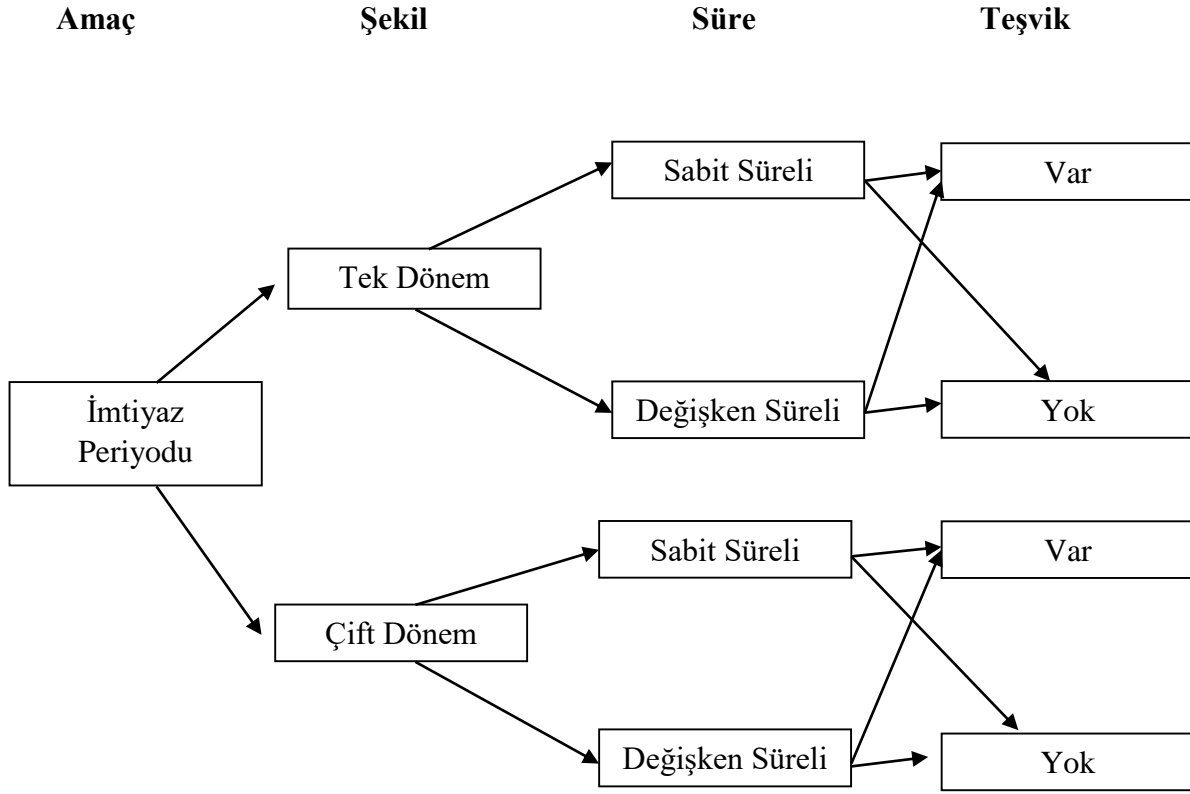 Amaç Şekil Süre Teşvik
Sabit Süreli Var
Tek Dönem
Değişken Süreli Yok
İmtiyaz
Periyodu
Sabit Süreli Var
Çift Dönem
Değişken Süreli Yok